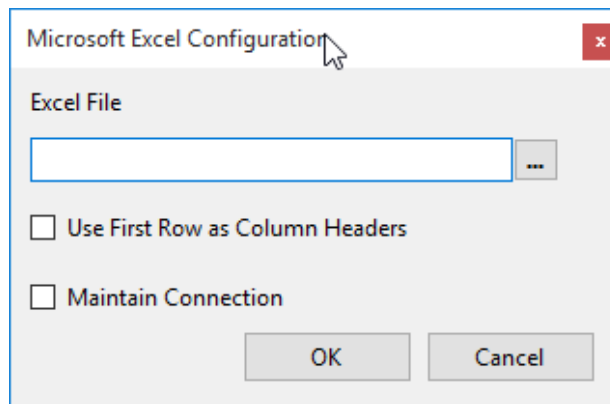 Microsoft Excel Configuration
x
Excel File
...
Use First Row as Column Headers
Maintain Connection
OK Cancel